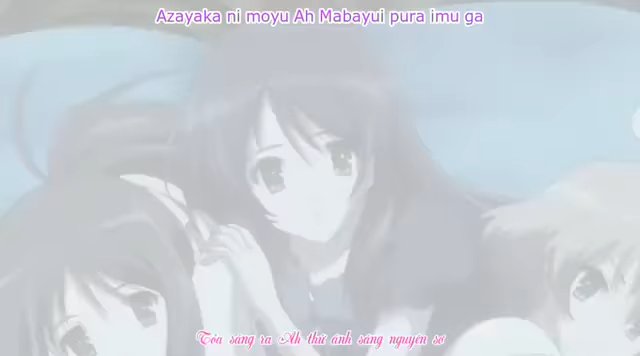 Azayaka ni moyu Ah Mabayui pura imu ga
Tỏa sáng ra Ah thứ ánh sáng nguyên sơ